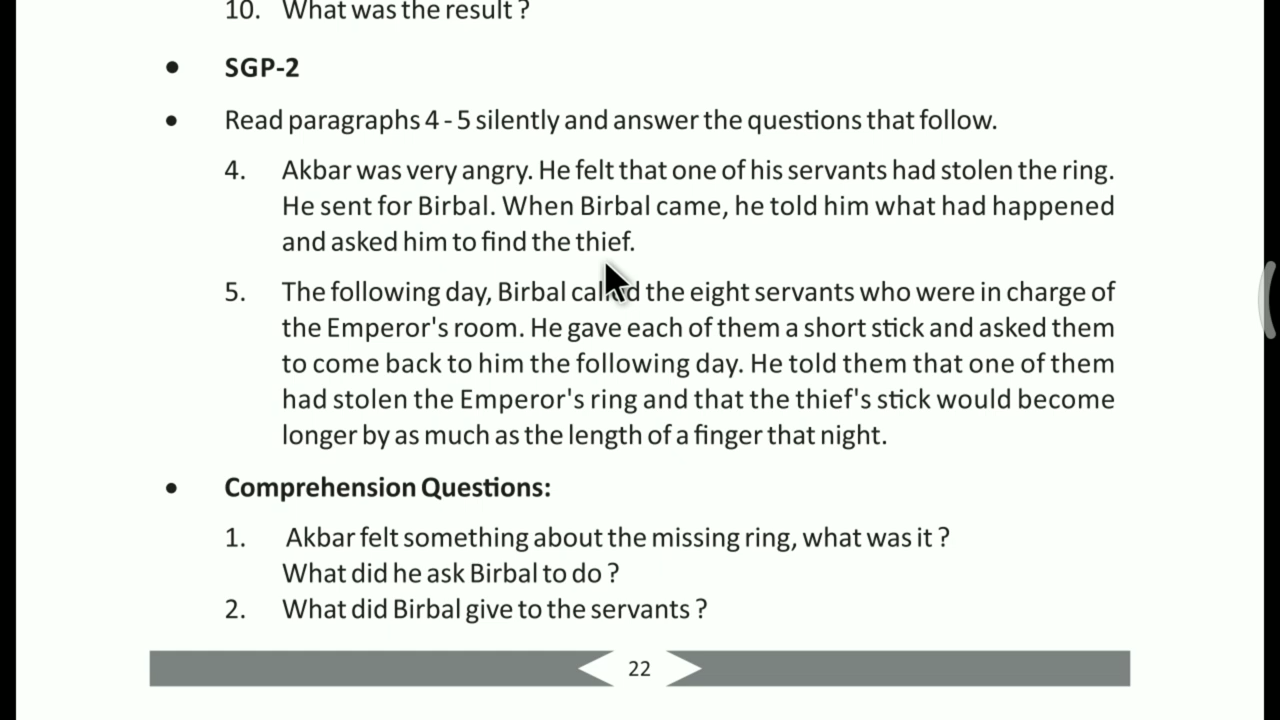 10. What was the result ?
• SGP-2
• Read paragraphs 4 - 5 silently and answer the questions that follow.
4. Akbar was very angry. He felt that one of his servants had stolen the ring.
He sent for Birbal. When Birbal came, he told him what had happened
and asked him to find the thief.
5. The following day, Birbal called the eight servants who were in charge of
the Emperor's room. He gave each of them a short stick and asked them
to come back to him the following day. He told them that one of them
had stolen the Emperor's ring and that the thief's stick would become
longer by as much as the length of a finger that night.
• Comprehension Questions:
1. Akbar felt something about the missing ring, what was it ?
What did he ask Birbal to do ?
2. What did Birbal give to the servants ?
22